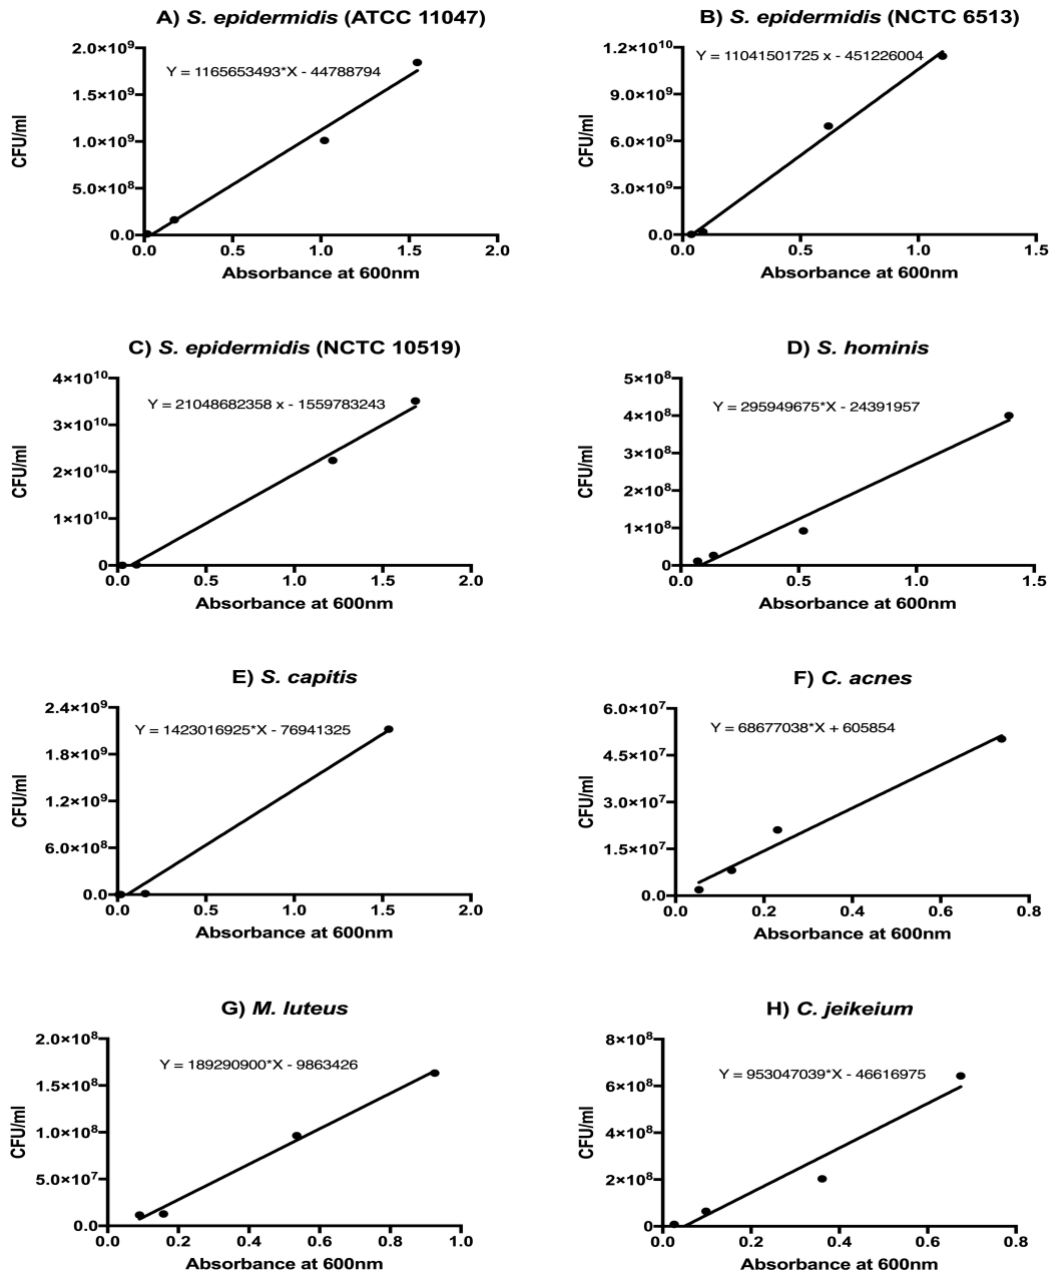 A) S. epidermidis (ATCC 11047)
2.0×10⁹
1.5×10⁹
1.0×10⁹
5.0×10⁸
0.0
CFU/ml
Y = 1165653493*X - 44788794
0.0 0.5 1.0 1.5 2.0
Absorbance at 600nm
B) S. epidermidis (NCTC 6513)
1.2×10¹⁰
9.0×10⁹
6.0×10⁹
3.0×10⁹
0.0
CFU/ml
Y = 11041501725 x - 451226004
0.0 0.5 1.0 1.5
Absorbance at 600nm
C) S. epidermidis (NCTC 10519)
4×10¹⁰
3×10¹⁰
2×10¹⁰
1×10¹⁰
0
CFU/ml
Y = 21048682358 x - 1559783243
0.0 0.5 1.0 1.5 2.0
Absorbance at 600nm
D) S. hominis
5×10⁸
4×10⁸
3×10⁸
2×10⁸
1×10⁸
0
CFU/ml
Y = 295949675*X - 24391957
0.0 0.5 1.0 1.5
Absorbance at 600nm
E) S. capitis
2.4×10⁹
1.8×10⁹
1.2×10⁹
6.0×10⁸
0.0
CFU/ml
Y = 1423016925*X - 76941325
0.0 0.5 1.0 1.5 2.0
Absorbance at 600nm
F) C. acnes
6.0×10⁷
4.5×10⁷
3.0×10⁷
1.5×10⁷
0.0
CFU/ml
Y = 68677038*X + 605854
0.0 0.2 0.4 0.6 0.8
Absorbance at 600nm
G) M. luteus
2.0×10⁸
1.5×10⁸
1.0×10⁸
5.0×10⁷
0.0
CFU/ml
Y = 189290900*X - 9863426
0.0 0.2 0.4 0.6 0.8 1.0
Absorbance at 600nm
H) C. jeikeium
8×10⁸
6×10⁸
4×10⁸
2×10⁸
0
CFU/ml
Y = 953047039*X - 46616975
0.0 0.2 0.4 0.6 0.8
Absorbance at 600nm